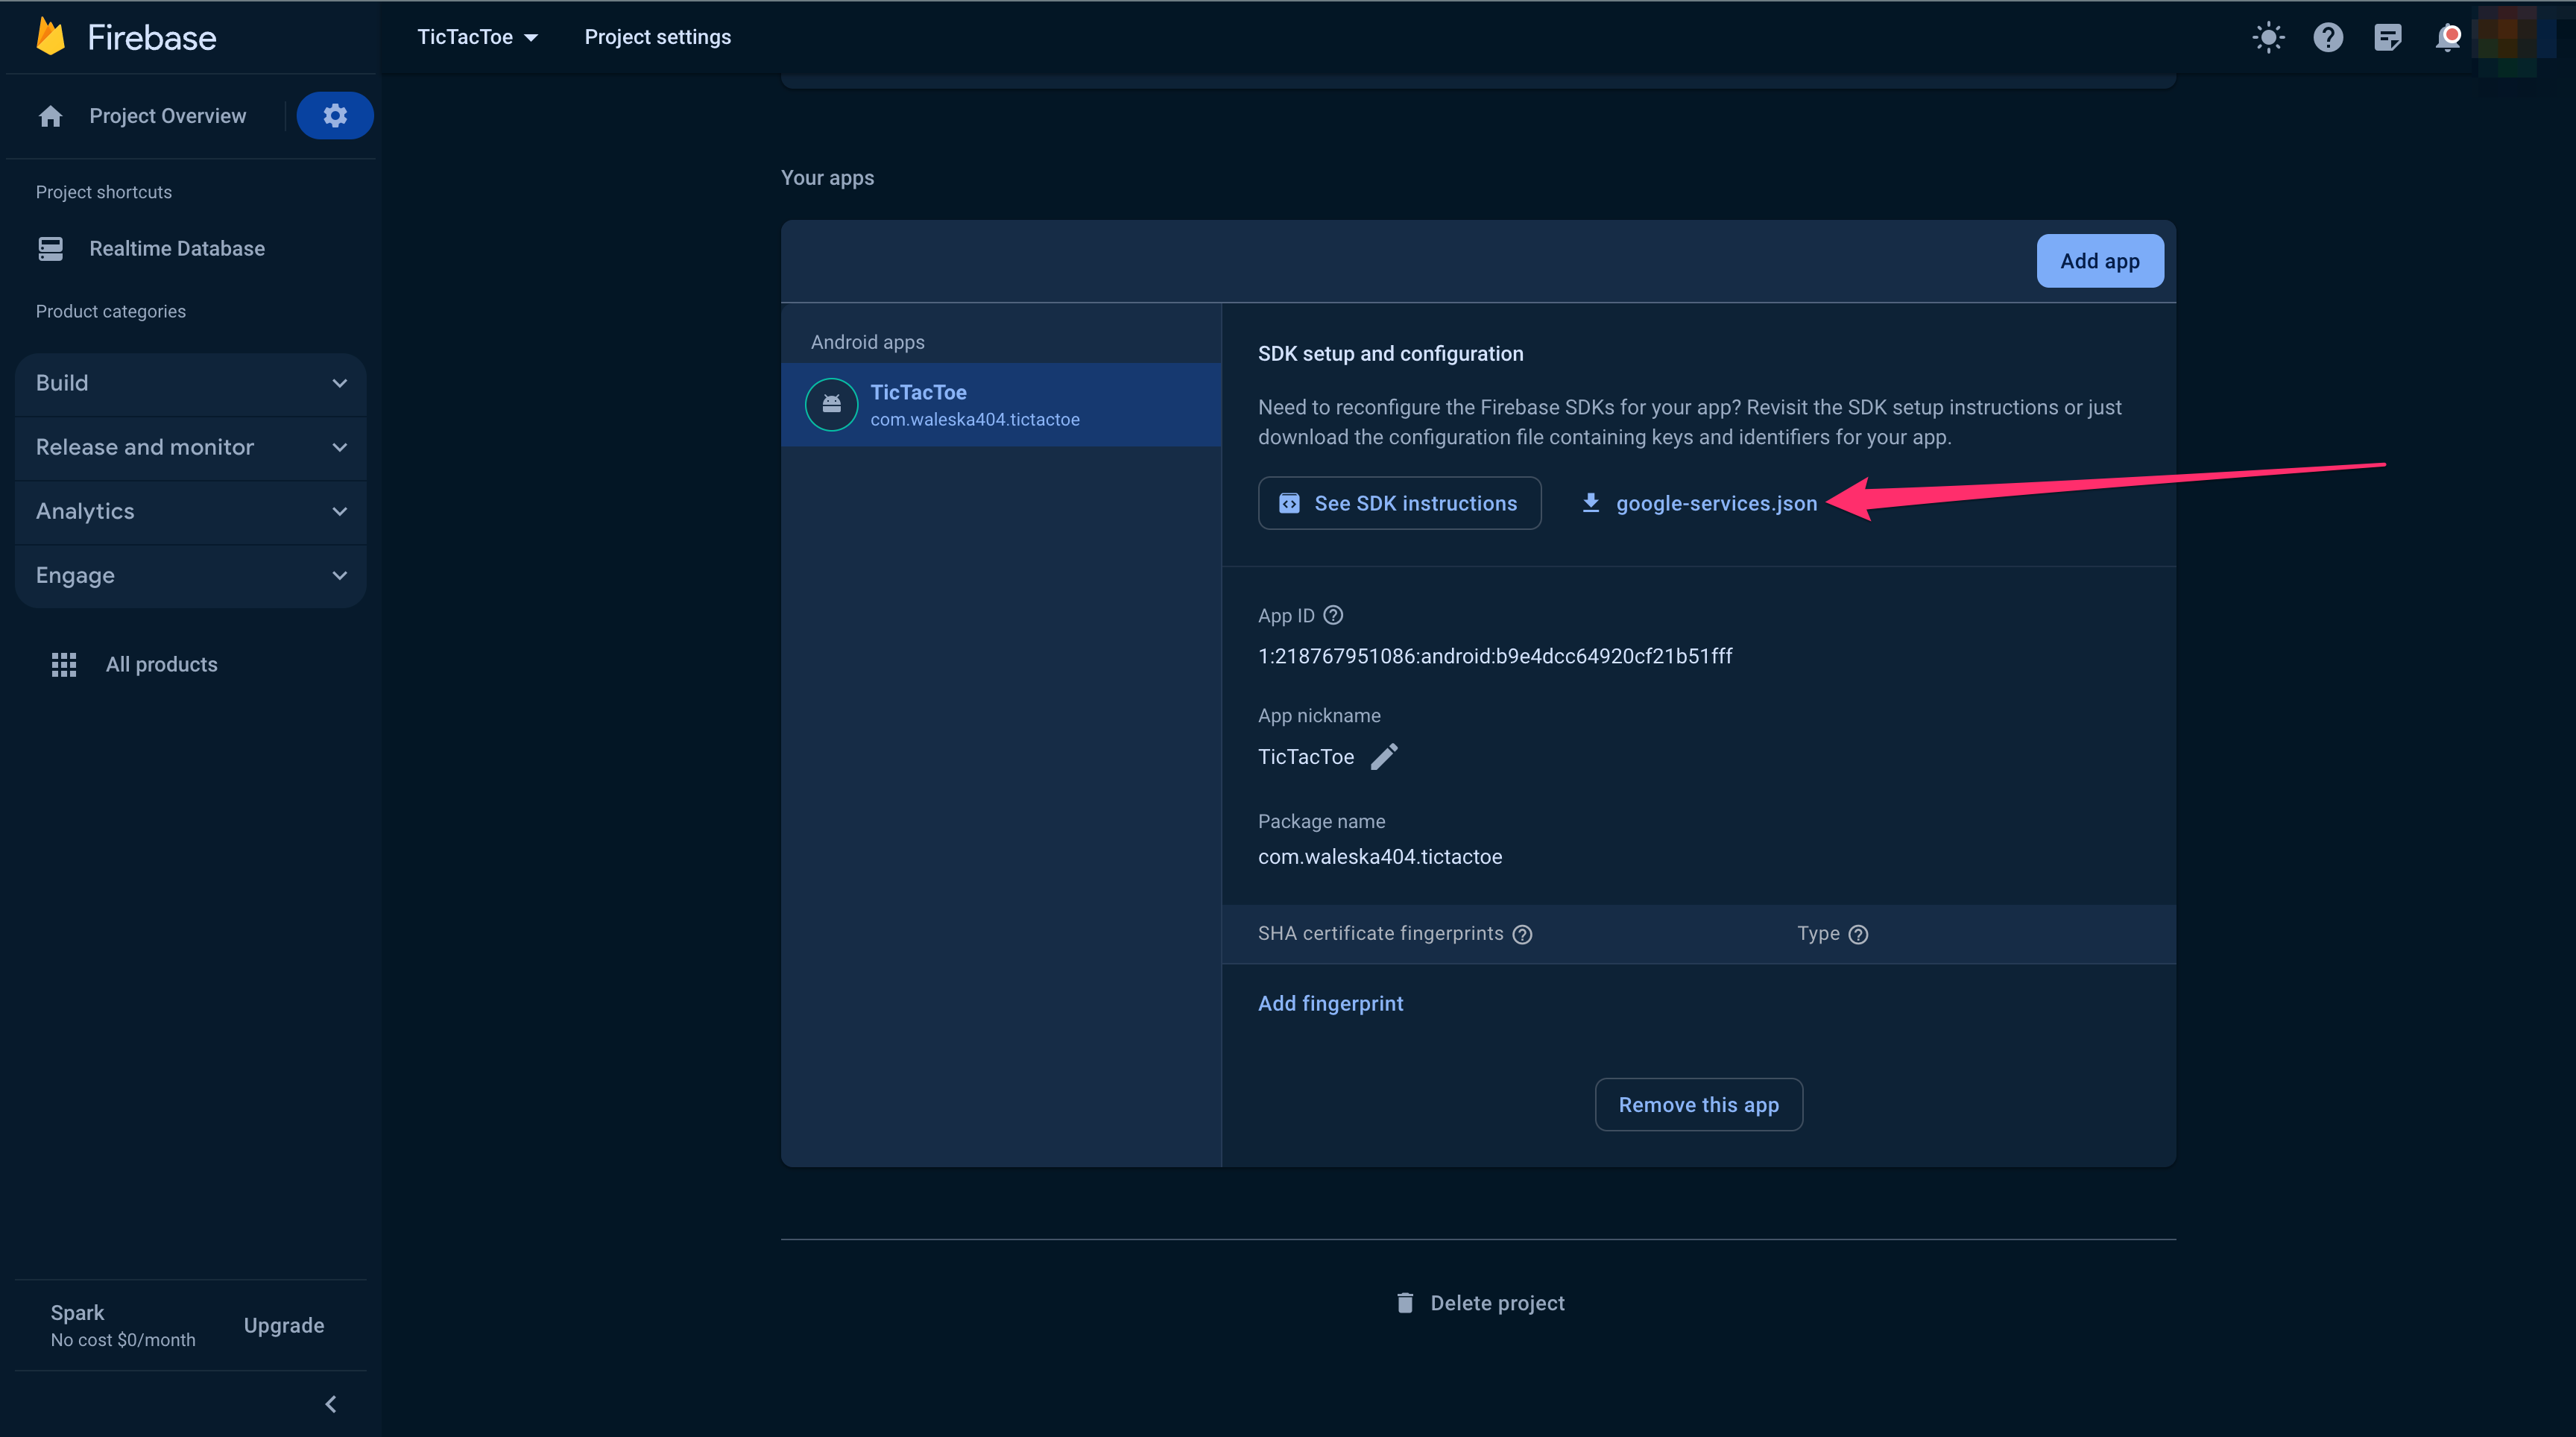 Firebase
TicTacToe
Project settings
Project Overview
Project shortcuts
Realtime Database
Product categories
Build
Release and monitor
Analytics
Engage
All products
Spark
No cost $0/month
Upgrade
Your apps
Add app
Android apps
TicTacToe
com.waleska404.tictactoe
SDK setup and configuration
Need to reconfigure the Firebase SDKs for your app? Revisit the SDK setup instructions or just
download the configuration file containing keys and identifiers for your app.
See SDK instructions
google-services.json
App ID
1:218767951086:android:b9e4dcc64920cf21b51fff
App nickname
TicTacToe
Package name
com.waleska404.tictactoe
SHA certificate fingerprints
Type
Add fingerprint
Remove this app
Delete project